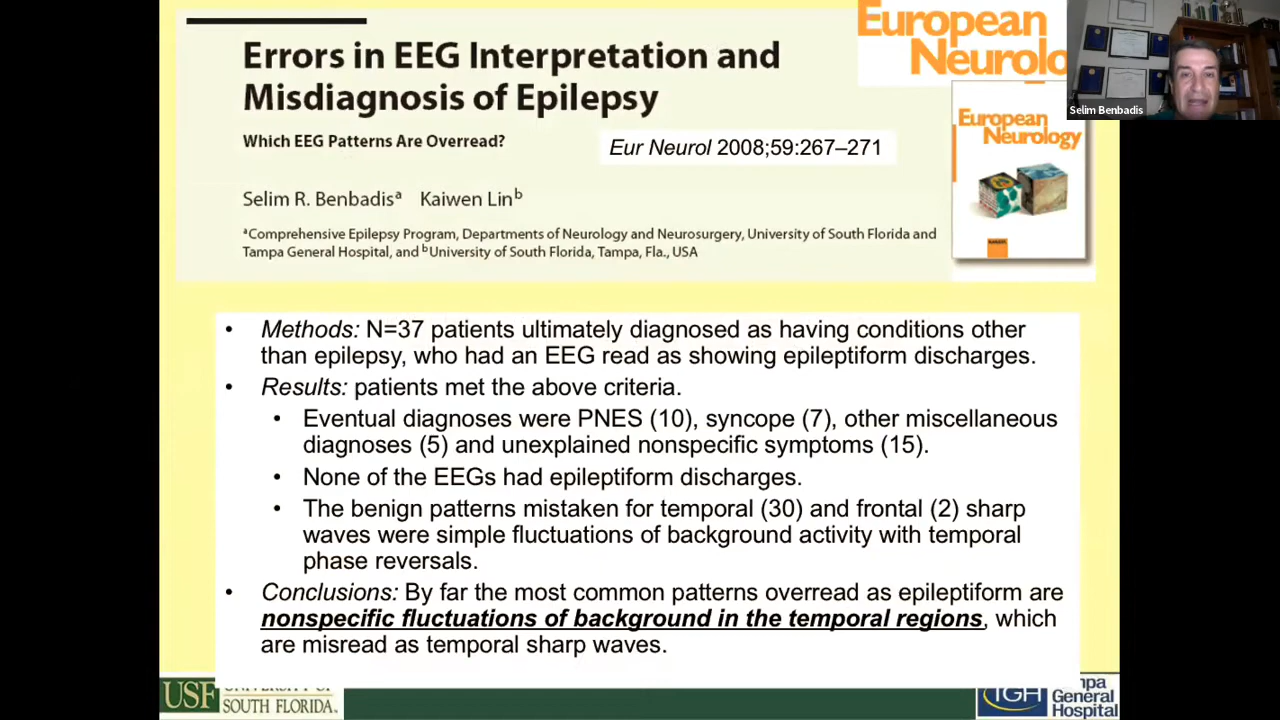 European
Neurolo
Selim Benbadis
Errors in EEG Interpretation and
Misdiagnosis of Epilepsy
Which EEG Patterns Are Overread?
Eur Neurol 2008;59:267–271
European
Neurology
Selim R. Benbadisᵃ Kaiwen Linᵇ
ᵃComprehensive Epilepsy Program, Departments of Neurology and Neurosurgery, University of South Florida and
Tampa General Hospital, and ᵇUniversity of South Florida, Tampa, Fla., USA
• Methods: N=37 patients ultimately diagnosed as having conditions other
than epilepsy, who had an EEG read as showing epileptiform discharges.
• Results: patients met the above criteria.
• Eventual diagnoses were PNES (10), syncope (7), other miscellaneous
diagnoses (5) and unexplained nonspecific symptoms (15).
• None of the EEGs had epileptiform discharges.
• The benign patterns mistaken for temporal (30) and frontal (2) sharp
waves were simple fluctuations of background activity with temporal
phase reversals.
• Conclusions: By far the most common patterns overread as epileptiform are
nonspecific fluctuations of background in the temporal regions, which
are misread as temporal sharp waves.
USF UNIVERSITY OF
SOUTH FLORIDA
TGH
mpa
General
Hospital